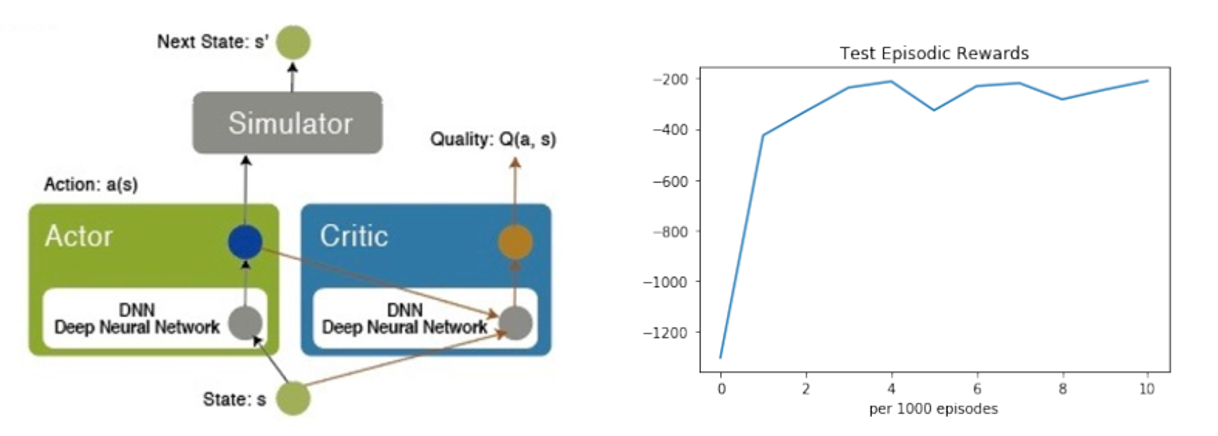 Next State: s'
Simulator
Quality: Q(a, s)
Action: a(s)
Actor
Critic
DNN
Deep Neural Network
DNN
Deep Neural Network
State: s
Test Episodic Rewards
−200
−400
−600
−800
−1000
−1200
0 2 4 6 8 10
per 1000 episodes